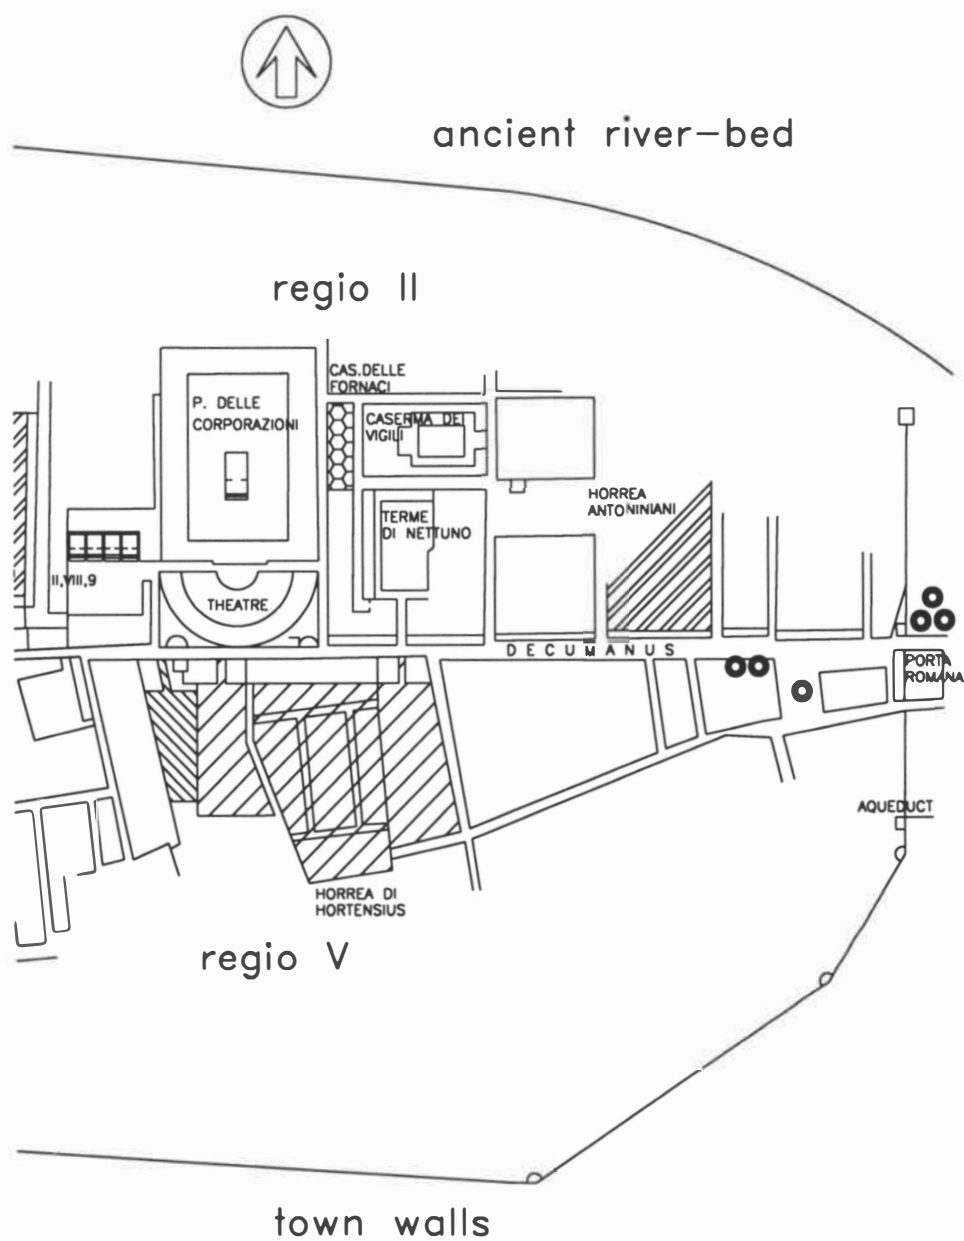 ancient river-bed
regio II
CAS.DELLE
FORNACI
P. DELLE
CORPORAZIONI
CASERMA DEI
VIGILI
HORREA
ANTONINIANI
TERME
DI NETTUNO
II,VIII,9
THEATRE
DECUMANUS
PORTA
ROMANA
AQUEDUCT
HORREA DI
HORTENSIUS
regio V
town walls